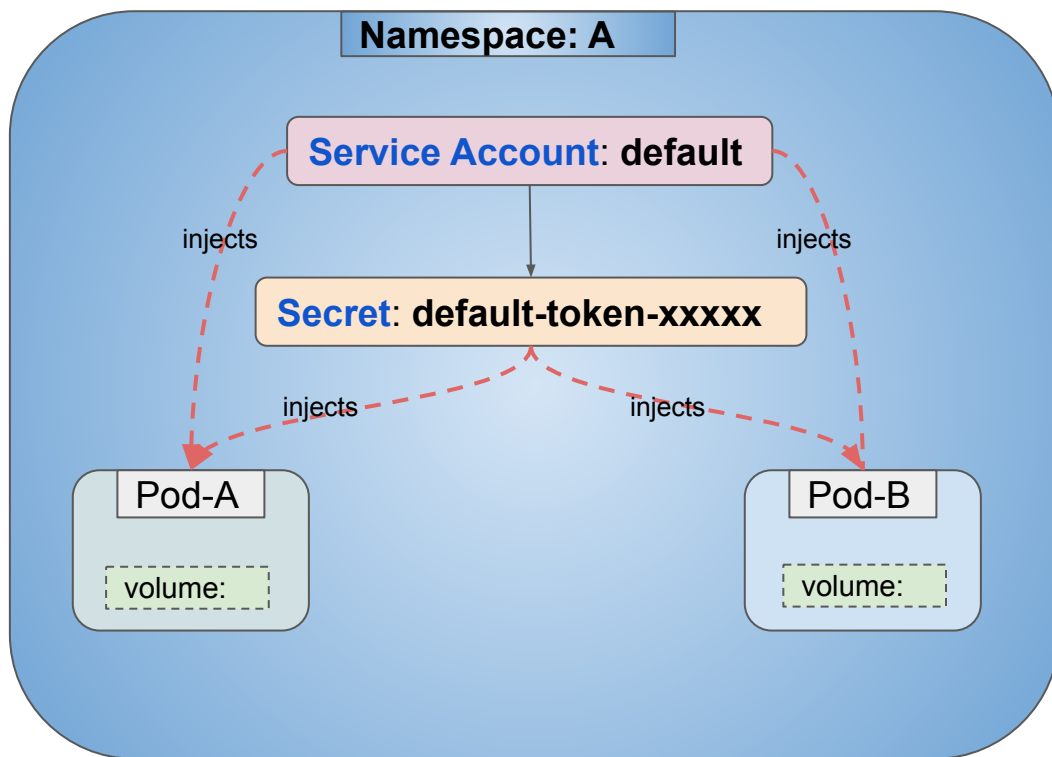 Namespace: A
Service Account: default
injects
injects
Secret: default-token-xxxxx
injects
injects
Pod-A
Pod-B
volume:
volume: